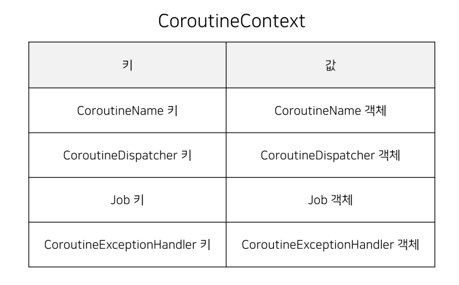 CoroutineContext
키 값
CoroutineName 키 CoroutineName 객체
CoroutineDispatcher 키 CoroutineDispatcher 객체
Job 키 Job 객체
CoroutineExceptionHandler 키 CoroutineExceptionHandler 객체